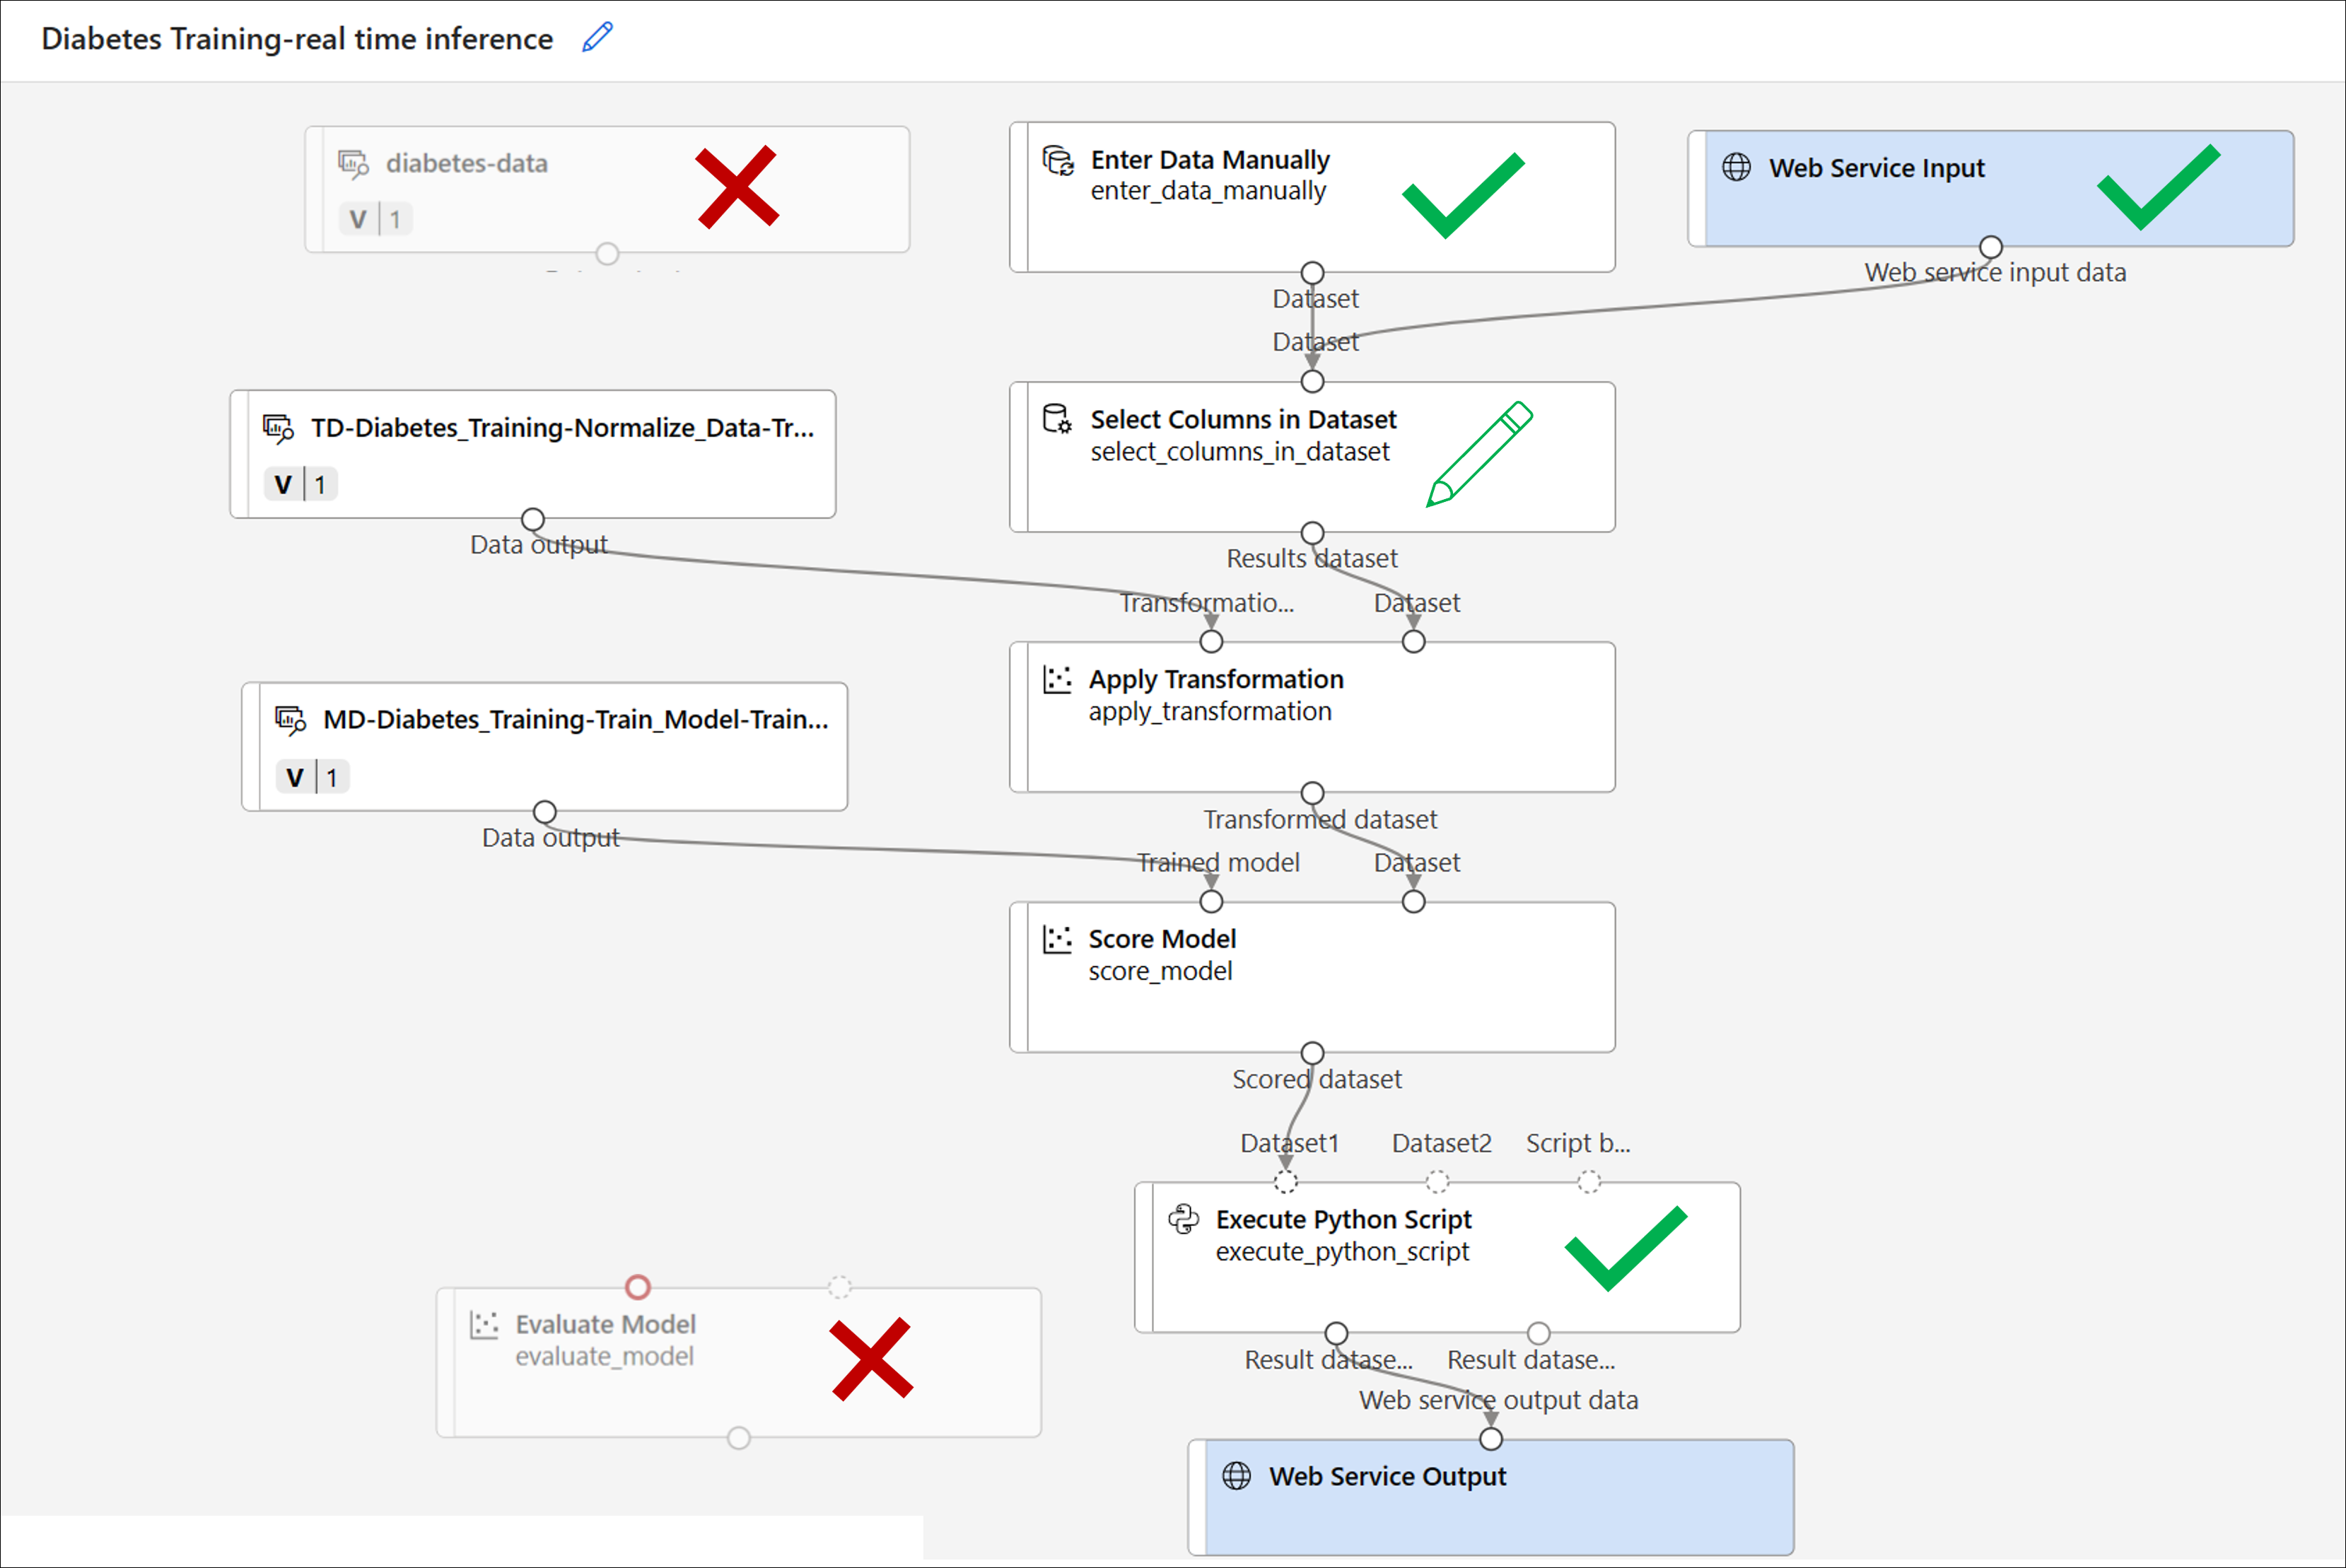 Diabetes Training-real time inference
diabetes-data
V 1
Enter Data Manually
enter_data_manually
Web Service Input
Dataset
Web service input data
Dataset
TD-Diabetes_Training-Normalize_Data-Tr...
V 1
Select Columns in Dataset
select_columns_in_dataset
Data output
Results dataset
Transformatio...
Dataset
MD-Diabetes_Training-Train_Model-Train...
V 1
Apply Transformation
apply_transformation
Data output
Transformed dataset
Trained model
Dataset
Score Model
score_model
Scored dataset
Dataset1
Dataset2
Script b...
Execute Python Script
execute_python_script
Evaluate Model
evaluate_model
Result datase...
Result datase...
Web service output data
Web Service Output